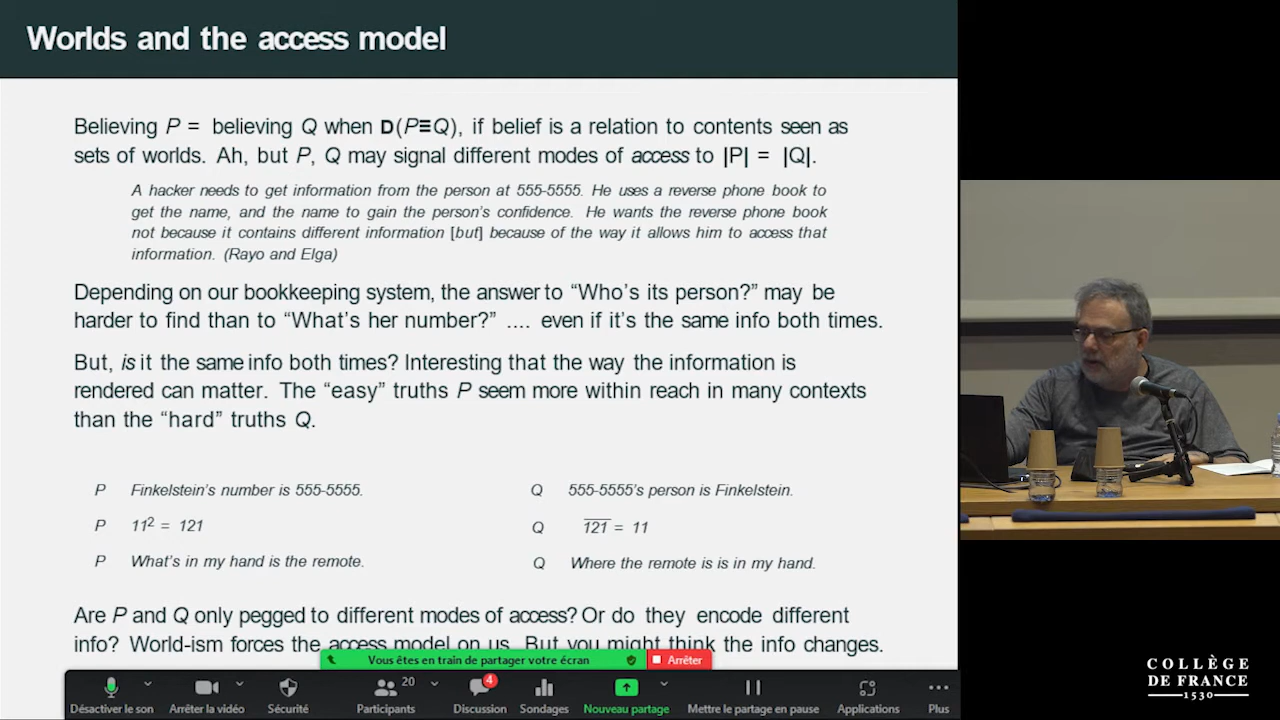 Worlds and the access model
Believing P = believing Q when D(P≡Q), if belief is a relation to contents seen as
sets of worlds. Ah, but P, Q may signal different modes of access to |P| = |Q|.
A hacker needs to get information from the person at 555-5555. He uses a reverse phone book to
get the name, and the name to gain the person's confidence. He wants the reverse phone book
not because it contains different information [but] because of the way it allows him to access that
information. (Rayo and Elga)
Depending on our bookkeeping system, the answer to “Who's its person?” may be
harder to find than to “What's her number?” .... even if it's the same info both times.
But, is it the same info both times? Interesting that the way the information is
rendered can matter. The “easy” truths P seem more within reach in many contexts
than the “hard” truths Q.
P Finkelstein's number is 555-5555. Q 555-5555's person is Finkelstein.
P 11² = 121 Q 1̅2̅1̅ = 11
P What's in my hand is the remote. Q Where the remote is is in my hand.
Are P and Q only pegged to different modes of access? Or do they encode different
info? World-ism forces the access model on us. But you might think the info changes.
Vous êtes en train de partager votre écran Arrêter
20 4
Désactiver le son Arrêter la vidéo Sécurité Participants Discussion Sondages Nouveau partage Mettre le partage en pause Applications Plus
COLLÈGE
DE FRANCE
1530